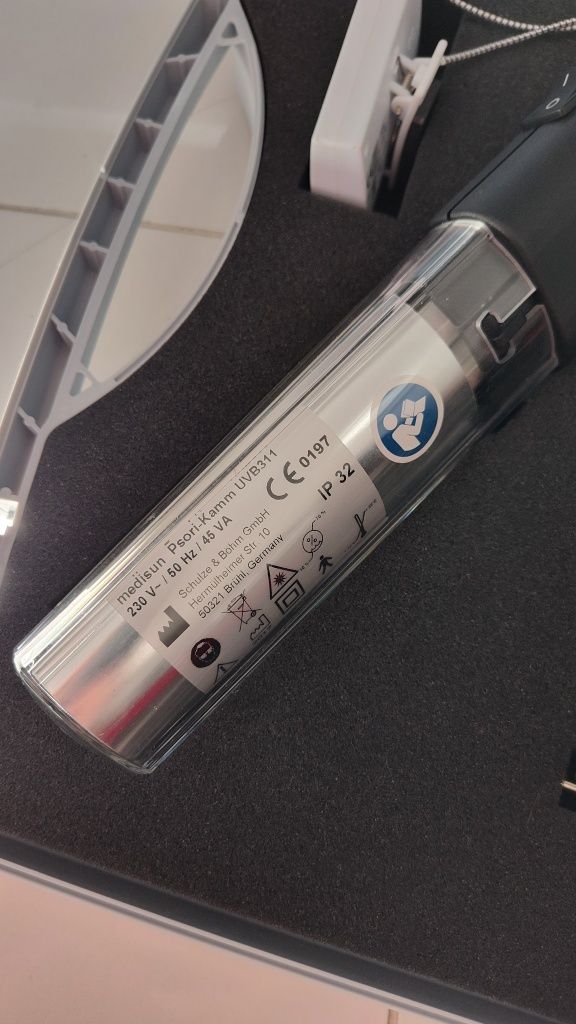 medisun Psori-Kamm UVB311
230 V~ / 50 Hz / 45 VA
Schulze & Böhm GmbH
Hermülheimer Str. 10
50321 Brühl, Germany
CE 0197
IP 32
I
O